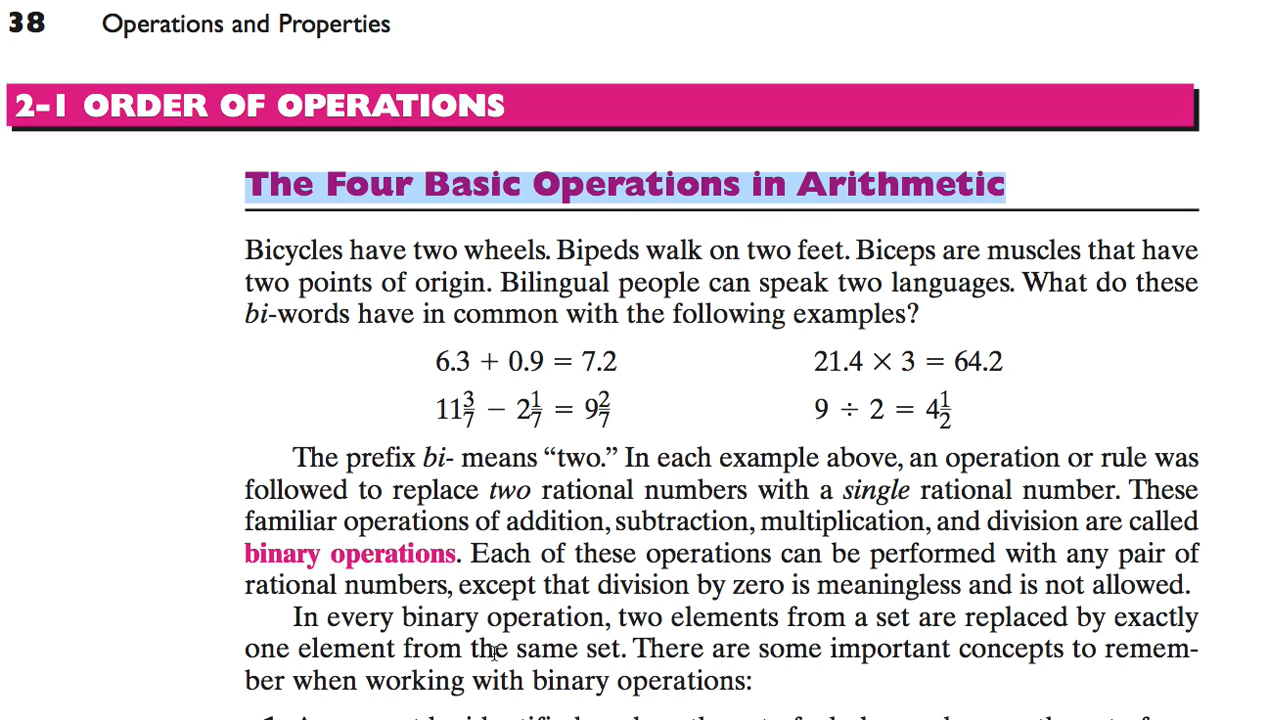 38 Operations and Properties
2-1 ORDER OF OPERATIONS
The Four Basic Operations in Arithmetic
Bicycles have two wheels. Bipeds walk on two feet. Biceps are muscles that have
two points of origin. Bilingual people can speak two languages. What do these
bi-words have in common with the following examples?
6.3 + 0.9 = 7.2 21.4 × 3 = 64.2
11 3/7 − 2 1/7 = 9 2/7 9 ÷ 2 = 4 1/2
The prefix bi- means “two.” In each example above, an operation or rule was
followed to replace two rational numbers with a single rational number. These
familiar operations of addition, subtraction, multiplication, and division are called
binary operations. Each of these operations can be performed with any pair of
rational numbers, except that division by zero is meaningless and is not allowed.
In every binary operation, two elements from a set are replaced by exactly
one element from the same set. There are some important concepts to remem-
ber when working with binary operations: